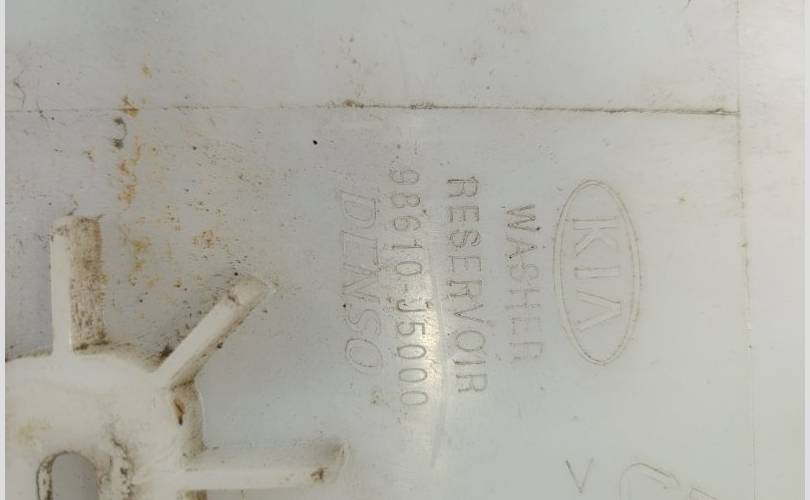 KIA
WASHER
RESERVOIR
98610-J5000
DENSO